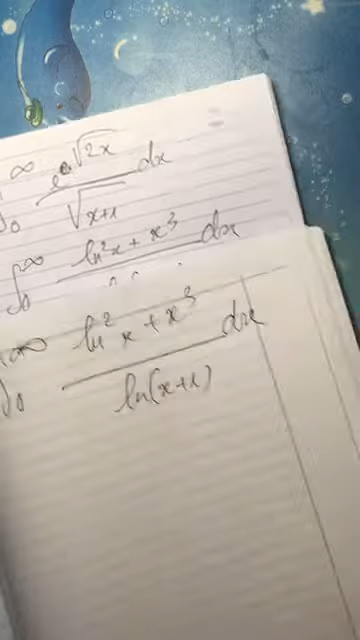 ∫₀^∞ e^√(2x) / √(x+1) dx
∫₀^∞ ln²x + x³ dx
∫₀^∞ (ln²x + x³) / ln(x+1) dx